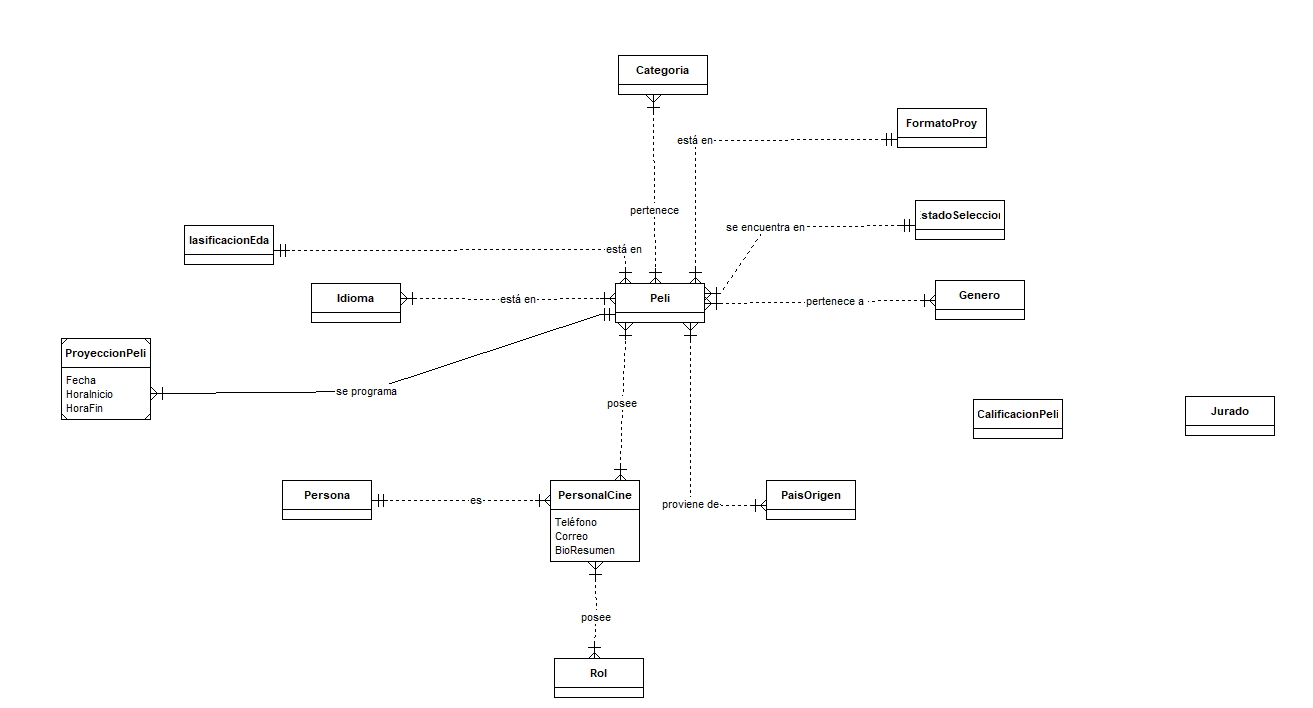 Categoria
FormatoProy
está en
pertenece
stadoSeleccion
se encuentra en
lasificacionEda
está en
Idioma
está en
Peli
pertenece a
Genero
ProyeccionPeli
Fecha
HoraInicio
HoraFin
se programa
posee
CalificacionPeli
Jurado
Persona
es
PersonalCine
Teléfono
Correo
BioResumen
proviene de
PaisOrigen
posee
Rol